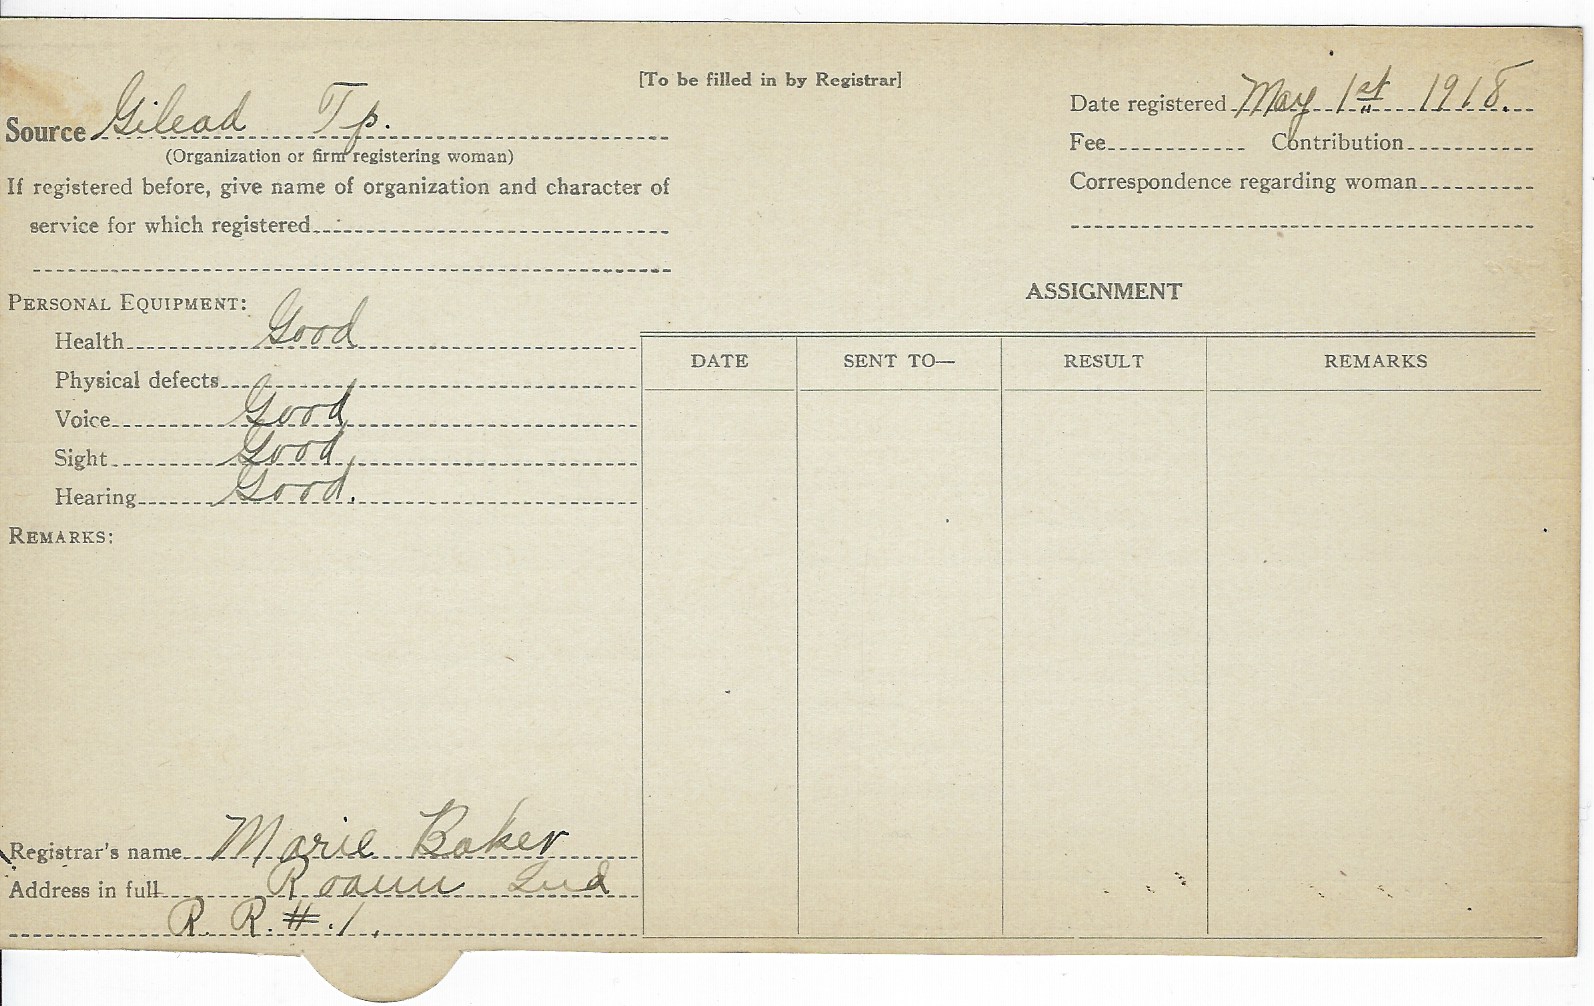 [To be filled in by Registrar]
Source Gilead Tp.
(Organization or firm registering woman)
If registered before, give name of organization and character of
service for which registered
Date registered May 1st 1918.
Fee Contribution
Correspondence regarding woman
PERSONAL EQUIPMENT:
Health Good
Physical defects
Voice Good
Sight Good
Hearing Good.
REMARKS:
Registrar's name Marie Baker
Address in full Roann Ind
R. R. #. 1.
ASSIGNMENT
DATE SENT TO— RESULT REMARKS